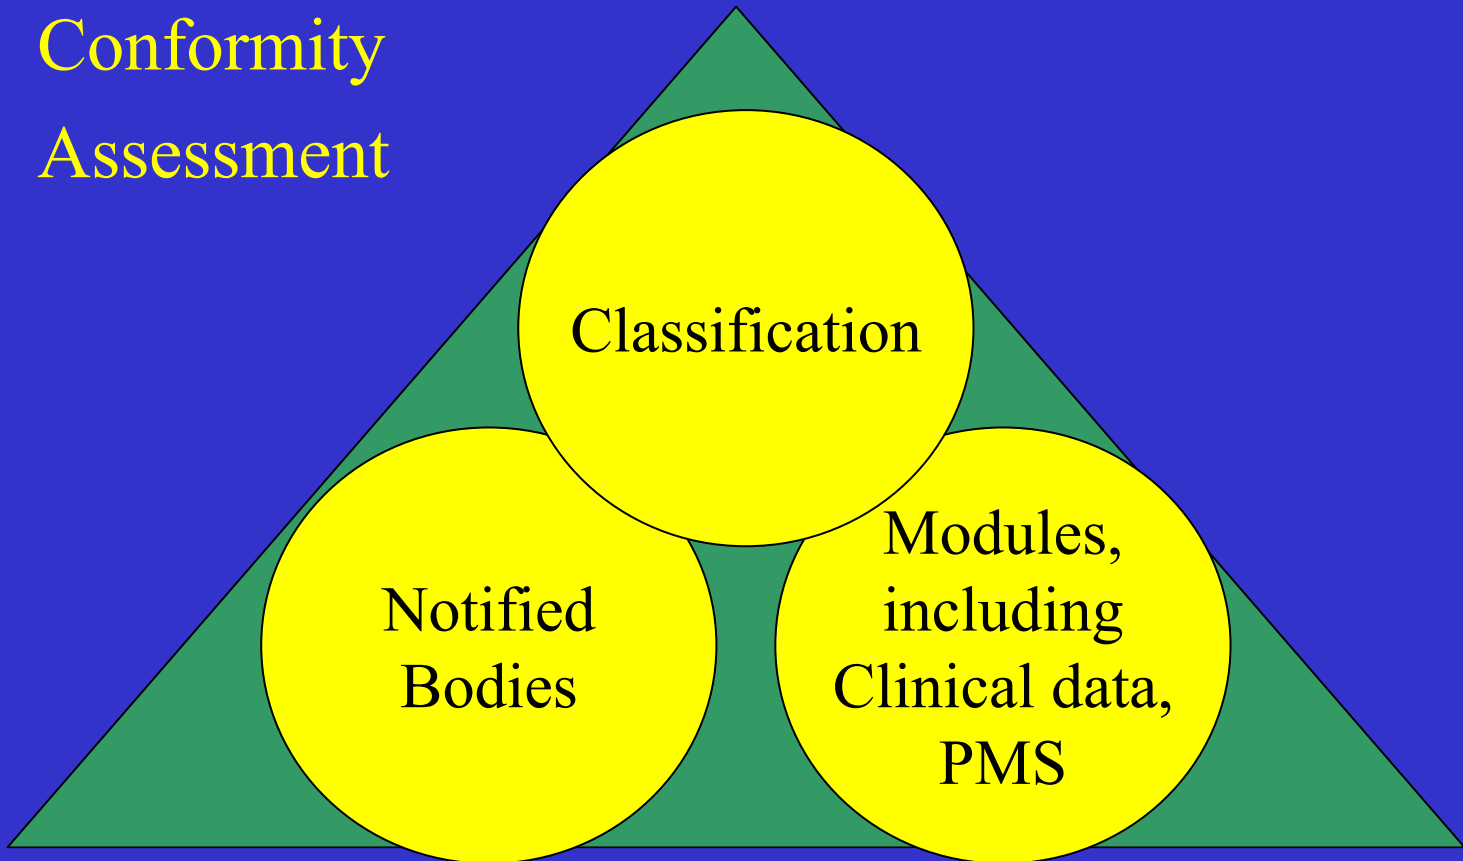 Conformity
Assessment
Classification
Notified
Bodies
Modules,
including
Clinical data,
PMS